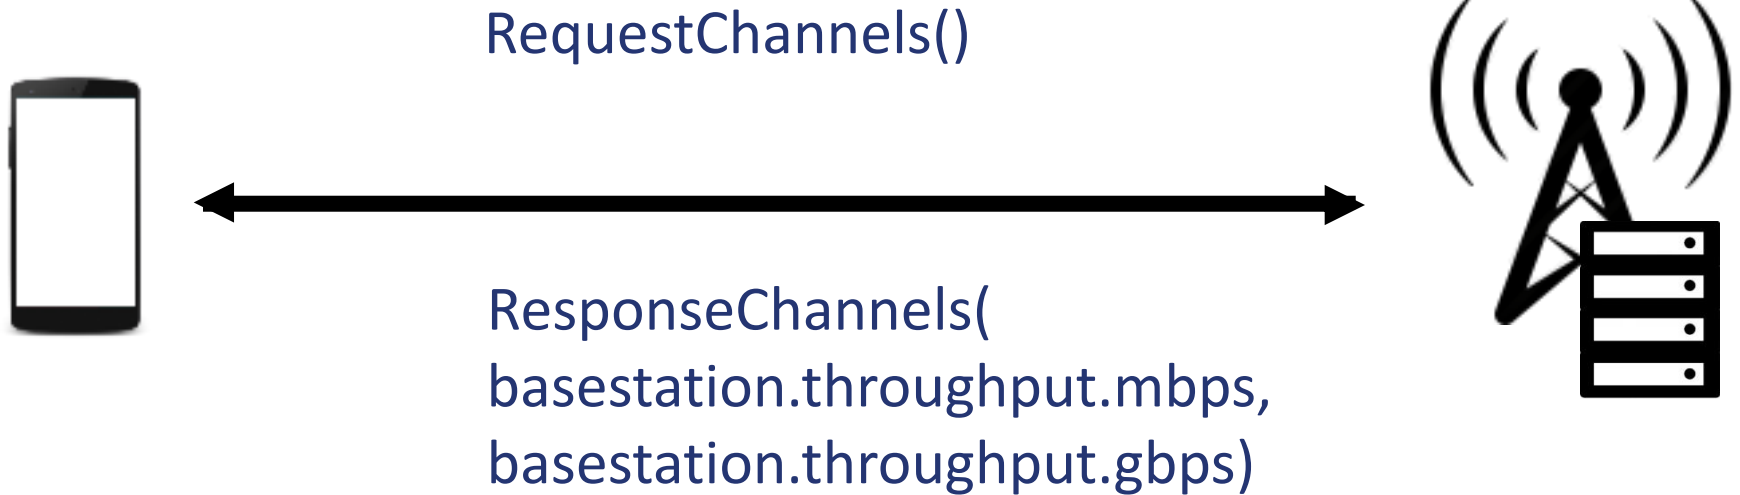 RequestChannels()
ResponseChannels(
basestation.throughput.mbps,
basestation.throughput.gbps)